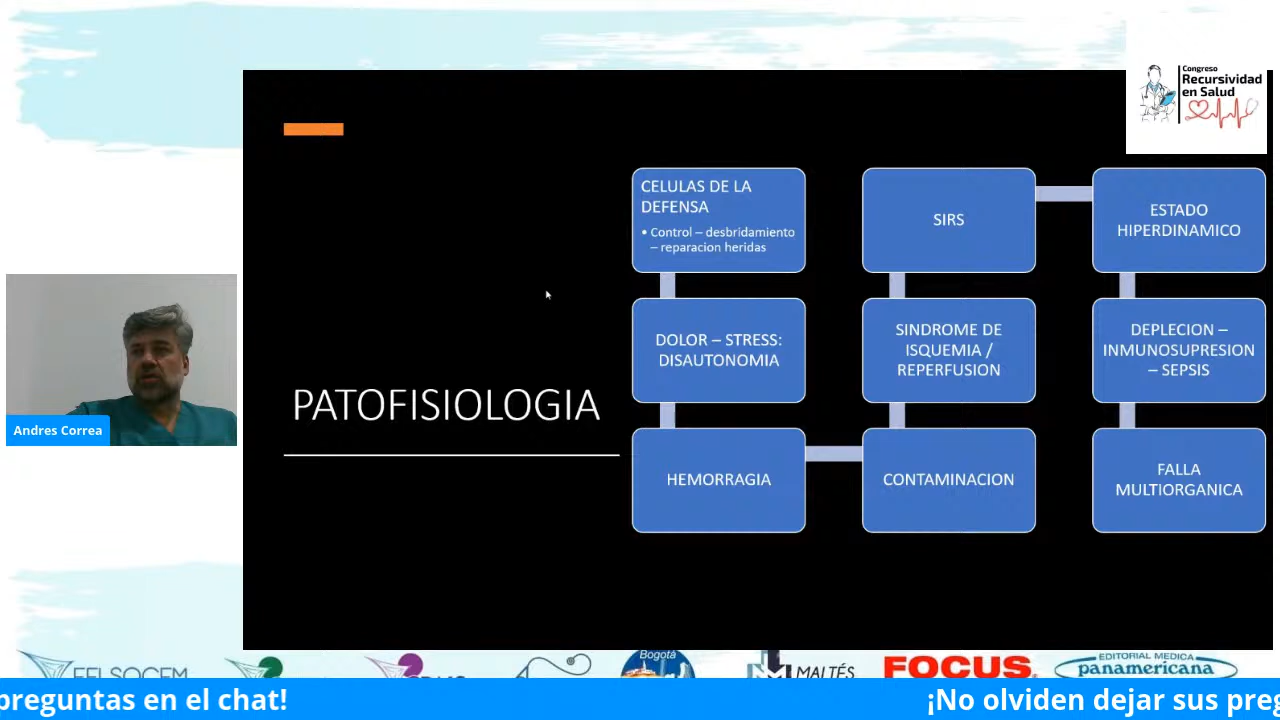 Congreso
Recursividad
en Salud
CELULAS DE LA
DEFENSA
• Control – desbridamiento
– reparacion heridas
DOLOR – STRESS:
DISAUTONOMIA
HEMORRAGIA
SIRS
SINDROME DE
ISQUEMIA /
REPERFUSION
CONTAMINACION
ESTADO
HIPERDINAMICO
DEPLECION –
INMUNOSUPRESION
– SEPSIS
FALLA
MULTIORGANICA
PATOFISIOLOGIA
Andres Correa
Bogotá
MALTÉS
FOCUS
EDITORIAL MEDICA
panamericana
preguntas en el chat!
¡No olviden dejar sus preg